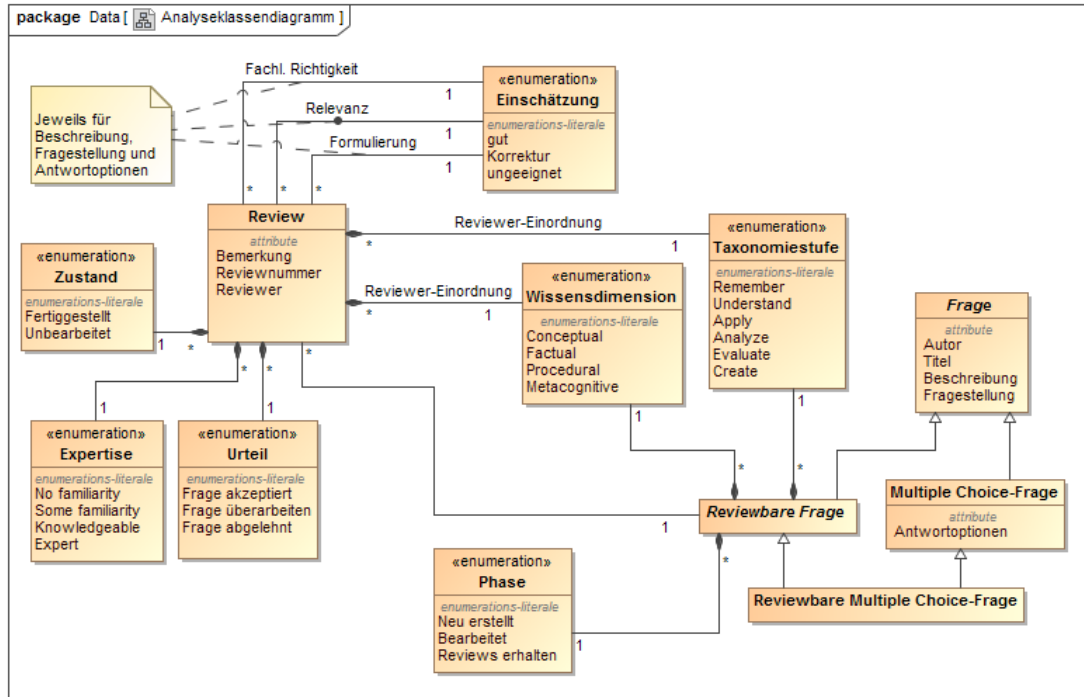 package Data [ Analyseklassendiagramm ]
Fachl. Richtigkeit
1
Relevanz
1
Formulierung
1
Jeweils für
Beschreibung,
Fragestellung und
Antwortoptionen
«enumeration»
Einschätzung
enumerations-literale
gut
Korrektur
ungeeignet
*
*
*
Review
attribute
Bemerkung
Reviewnummer
Reviewer
Reviewer-Einordnung
*
1
Reviewer-Einordnung
*
1
«enumeration»
Taxonomiestufe
enumerations-literale
Remember
Understand
Apply
Analyze
Evaluate
Create
«enumeration»
Zustand
enumerations-literale
Fertiggestellt
Unbearbeitet
1
*
«enumeration»
Wissensdimension
enumerations-literale
Conceptual
Factual
Procedural
Metacognitive
Frage
attribute
Autor
Titel
Beschreibung
Fragestellung
*
*
*
1
1
1
1
«enumeration»
Expertise
enumerations-literale
No familiarity
Some familiarity
Knowledgeable
Expert
«enumeration»
Urteil
enumerations-literale
Frage akzeptiert
Frage überarbeiten
Frage abgelehnt
*
*
Multiple Choice-Frage
attribute
Antwortoptionen
Reviewbare Frage
1
*
«enumeration»
Phase
enumerations-literale
Neu erstellt
Bearbeitet
Reviews erhalten
1
Reviewbare Multiple Choice-Frage